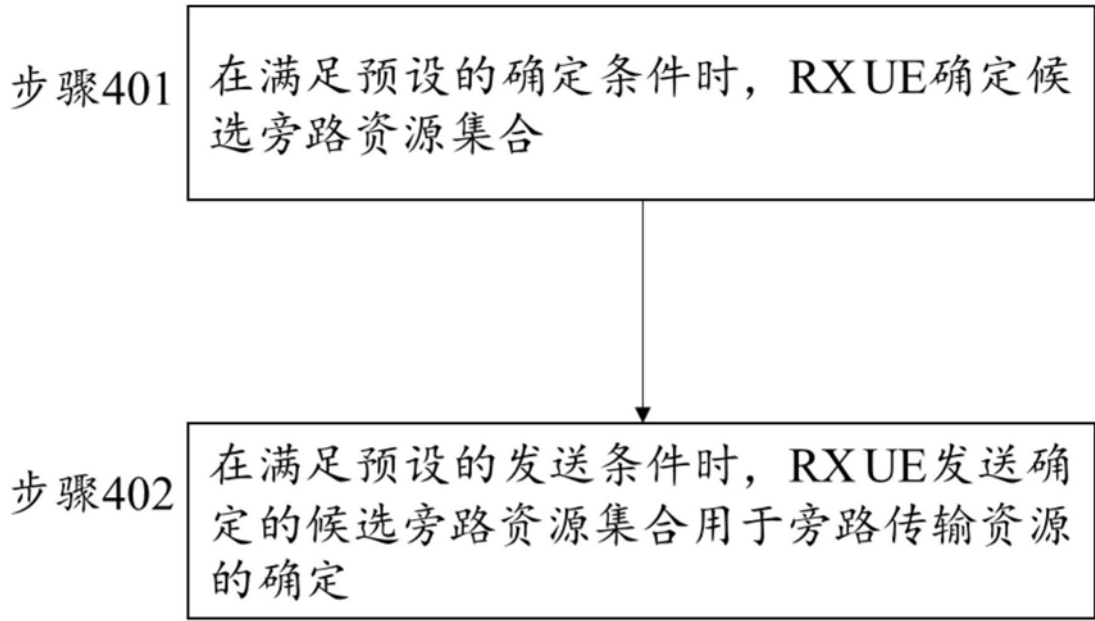 步骤401
在满足预设的确定条件时，RX UE确定候
选旁路资源集合
步骤402
在满足预设的发送条件时，RX UE发送确
定的候选旁路资源集合用于旁路传输资源
的确定